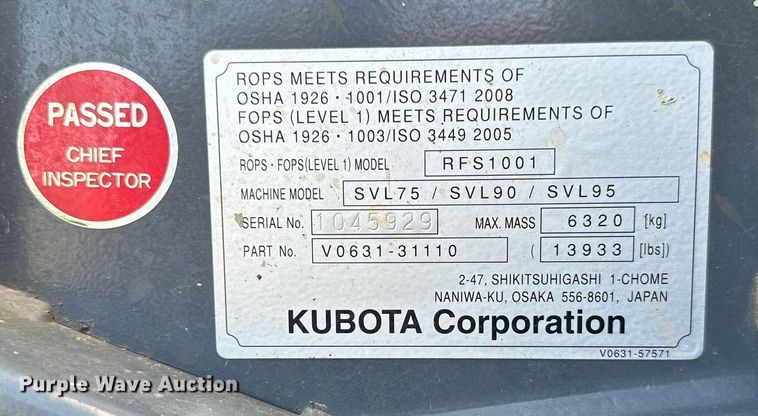 PASSED
CHIEF
INSPECTOR
ROPS MEETS REQUIREMENTS OF
OSHA 1926・1001/ISO 3471 2008
FOPS (LEVEL 1) MEETS REQUIREMENTS OF
OSHA 1926・1003/ISO 3449 2005
ROPS・FOPS(LEVEL 1) MODEL RFS1001
MACHINE MODEL SVL75 / SVL90 / SVL95
SERIAL No. 1045929 MAX. MASS 6320 [kg]
PART No. V0631-31110 ( 13933 [lbs])
2-47, SHIKITSUHIGASHI 1-CHOME
NANIWA-KU, OSAKA 556-8601, JAPAN
KUBOTA Corporation
V0631-57571
Purple Wave Auction